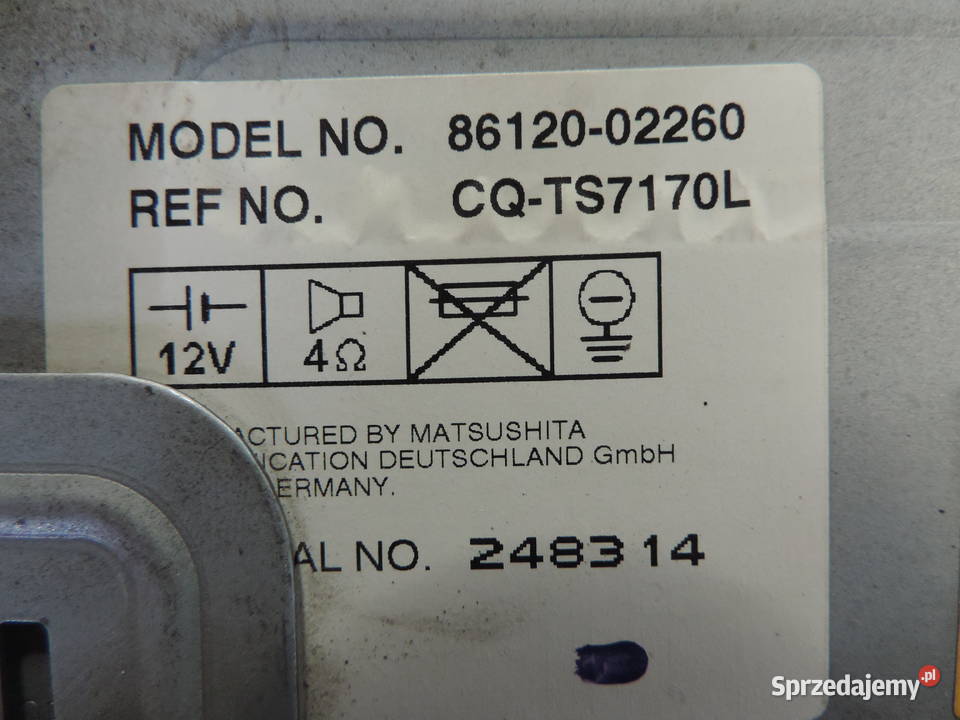 MODEL NO. 86120-02260
REF NO. CQ-TS7170L
12V 4Ω
ACTURED BY MATSUSHITA
ICATION DEUTSCHLAND GmbH
ERMANY.
AL NO. 248314
Sprzedajemy.pl